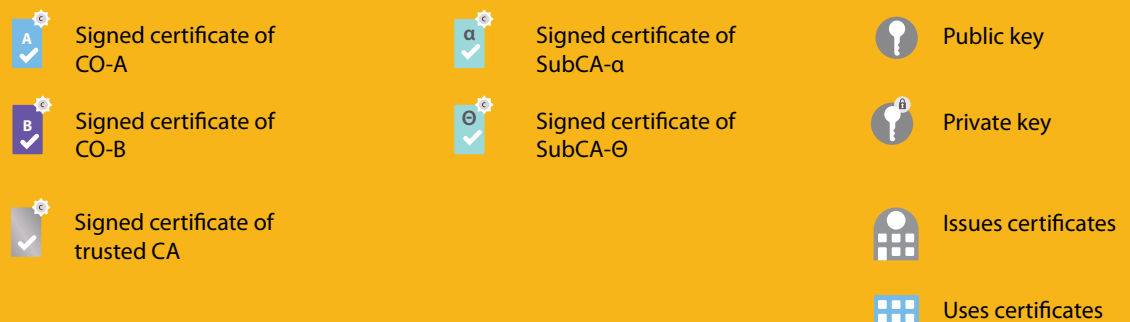 A
C
Signed certificate of
CO-A
B
C
Signed certificate of
CO-B
C
Signed certificate of
trusted CA
α
C
Signed certificate of
SubCA-α
Θ
C
Signed certificate of
SubCA-Θ
Public key
Private key
Issues certificates
Uses certificates